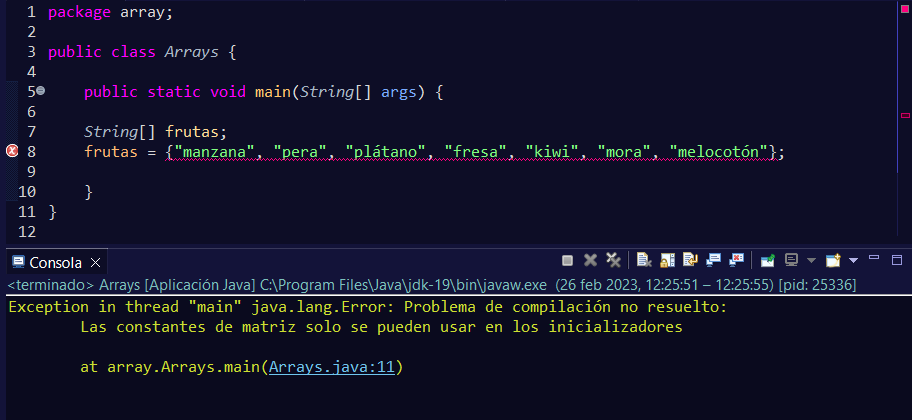 1 package array;
2
3 public class Arrays {
4
5 public static void main(String[] args) {
6
7 String[] frutas;
8 frutas = {"manzana", "pera", "plátano", "fresa", "kiwi", "mora", "melocotón"};
9
10 }
11 }
12
Consola
<terminado> Arrays [Aplicación Java] C:\Program Files\Java\jdk-19\bin\javaw.exe (26 feb 2023, 12:25:51 – 12:25:55) [pid: 25336]
Exception in thread "main" java.lang.Error: Problema de compilación no resuelto:
Las constantes de matriz solo se pueden usar en los inicializadores
at array.Arrays.main(Arrays.java:11)